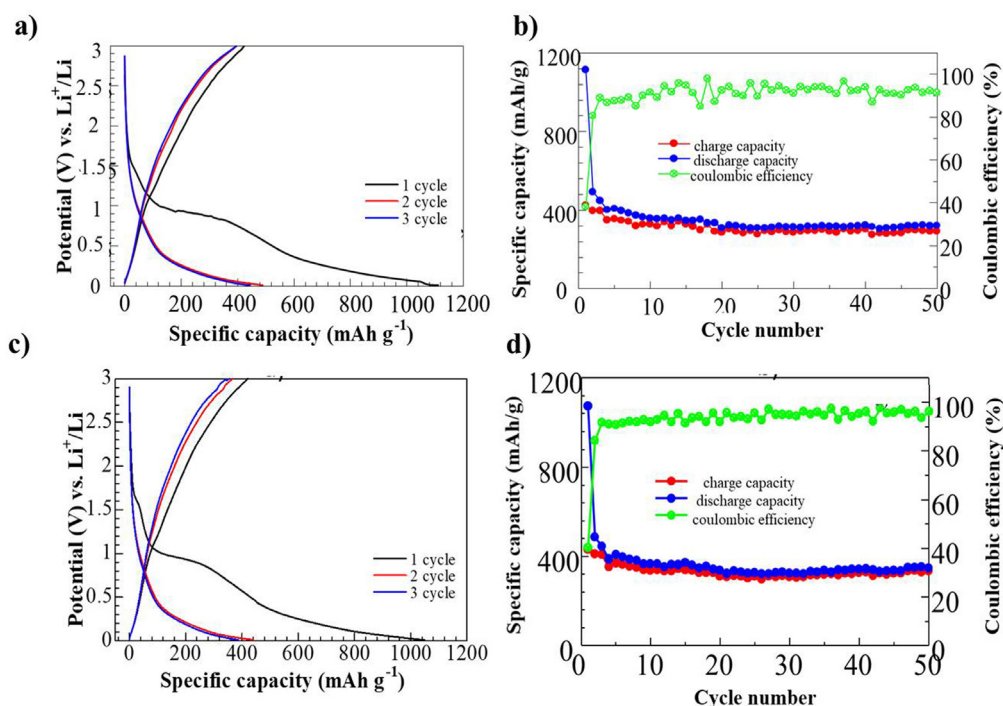 a)
Potential (V) vs. Li⁺/Li
3
2.5
2
1.5
1
0.5
0
1 cycle
2 cycle
3 cycle
0 200 400 600 800 1000 1200
Specific capacity (mAh g⁻¹)
b)
Specific capacity (mAh/g)
1200
800
400
0
charge capacity
discharge capacity
coulombic efficiency
100
80
60
40
20
0
Coulombic efficiency (%)
0 10 20 30 40 50
Cycle number
c)
Potential (V) vs. Li⁺/Li
3
2.5
2
1.5
1
0.5
0
1 cycle
2 cycle
3 cycle
0 200 400 600 800 1000 1200
Specific capacity (mAh g⁻¹)
d)
Specific capacity (mAh/g)
1200
800
400
0
charge capacity
discharge capacity
coulombic efficiency
100
80
60
40
20
0
Coulombic efficiency (%)
0 10 20 30 40 50
Cycle number